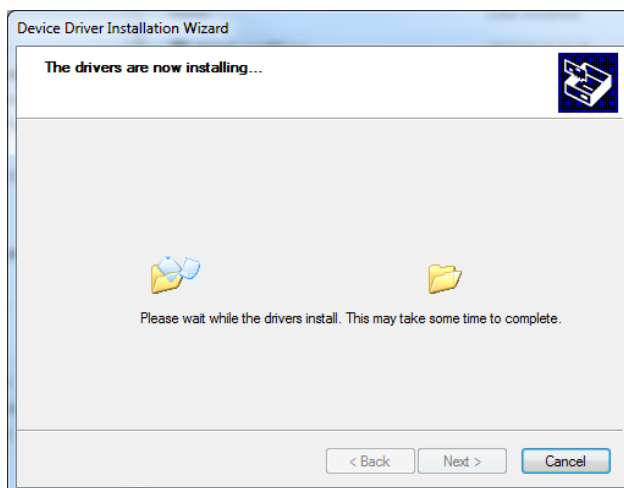 Device Driver Installation Wizard
The drivers are now installing...
Please wait while the drivers install. This may take some time to complete.
< Back
Next >
Cancel